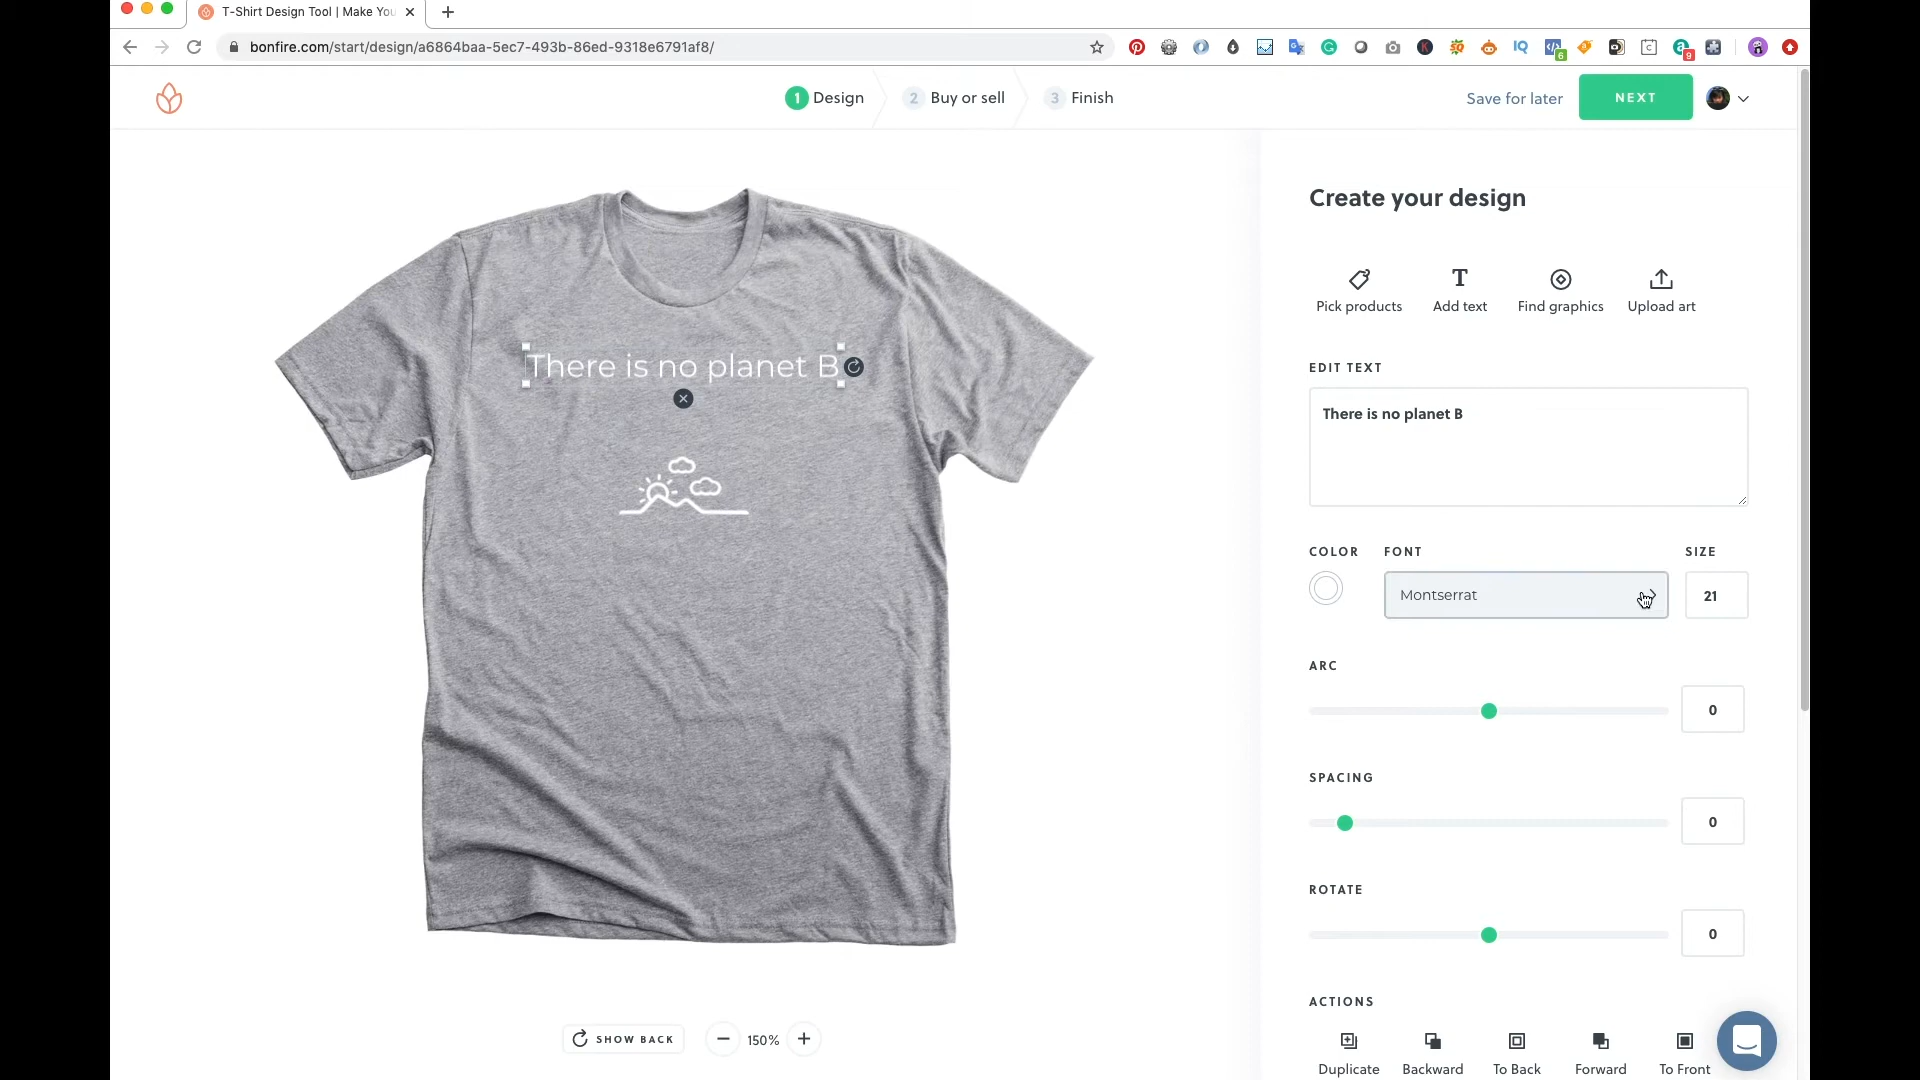 T-Shirt Design Tool | Make You
bonfire.com/start/design/a6864baa-5ec7-493b-86ed-9318e6791af8/
1 Design
2 Buy or sell
3 Finish
Save for later
NEXT
There is no planet B
Create your design
Pick products
Add text
Find graphics
Upload art
EDIT TEXT
There is no planet B
COLOR
FONT
SIZE
Montserrat
21
ARC
0
SPACING
0
ROTATE
0
ACTIONS
Duplicate
Backward
To Back
Forward
To Front
SHOW BACK
150%